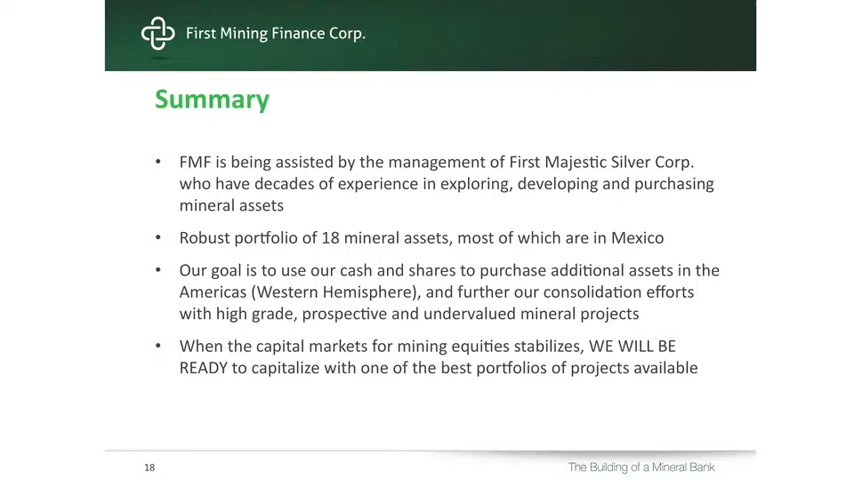 First Mining Finance Corp.
Summary
• FMF is being assisted by the management of First Majestic Silver Corp.
who have decades of experience in exploring, developing and purchasing
mineral assets
• Robust portfolio of 18 mineral assets, most of which are in Mexico
• Our goal is to use our cash and shares to purchase additional assets in the
Americas (Western Hemisphere), and further our consolidation efforts
with high grade, prospective and undervalued mineral projects
• When the capital markets for mining equities stabilizes, WE WILL BE
READY to capitalize with one of the best portfolios of projects available
18
The Building of a Mineral Bank